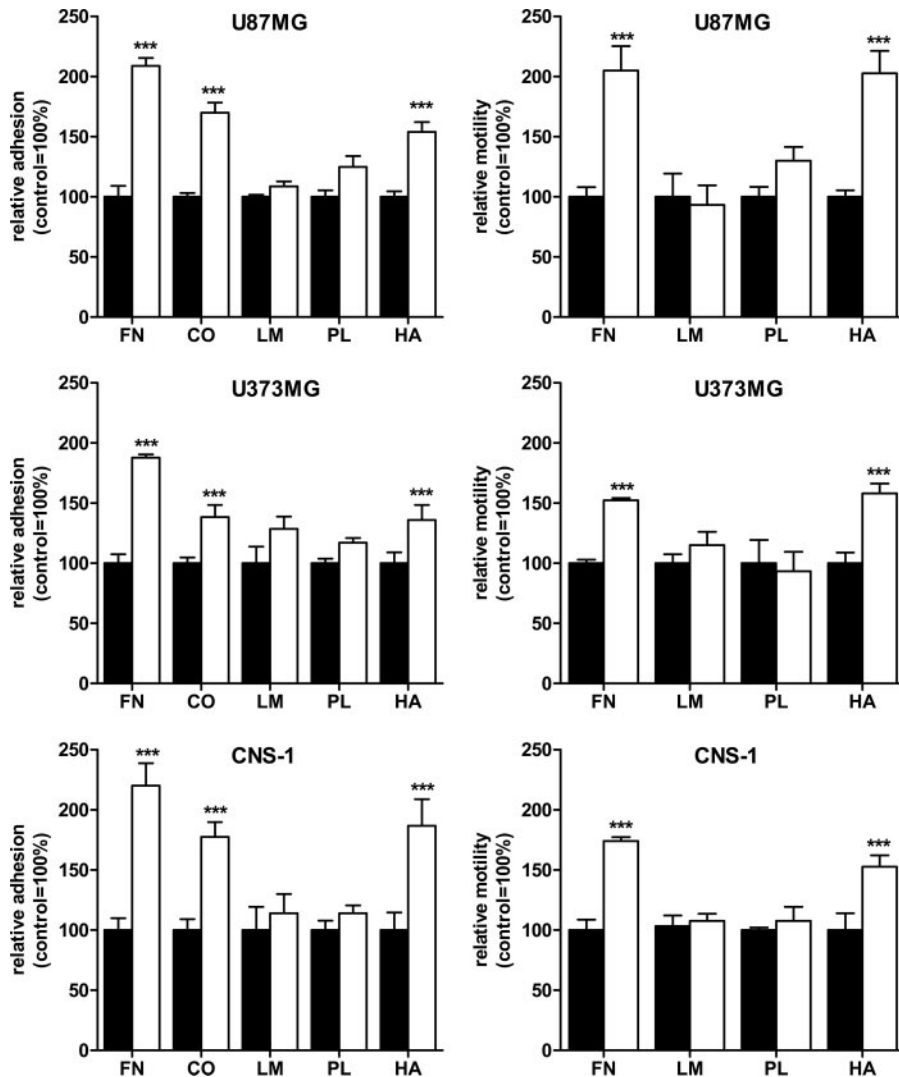 U87MG
relative adhesion
(control=100%)
250
200
150
100
50
0
*** *** ***
FN CO LM PL HA
U87MG
relative motility
(control=100%)
250
200
150
100
50
0
*** ***
FN LM PL HA
U373MG
relative adhesion
(control=100%)
250
200
150
100
50
0
*** *** ***
FN CO LM PL HA
U373MG
relative motility
(control=100%)
250
200
150
100
50
0
*** ***
FN LM PL HA
CNS-1
relative adhesion
(control=100%)
250
200
150
100
50
0
*** *** ***
FN CO LM PL HA
CNS-1
relative motility
(control=100%)
250
200
150
100
50
0
*** ***
FN LM PL HA